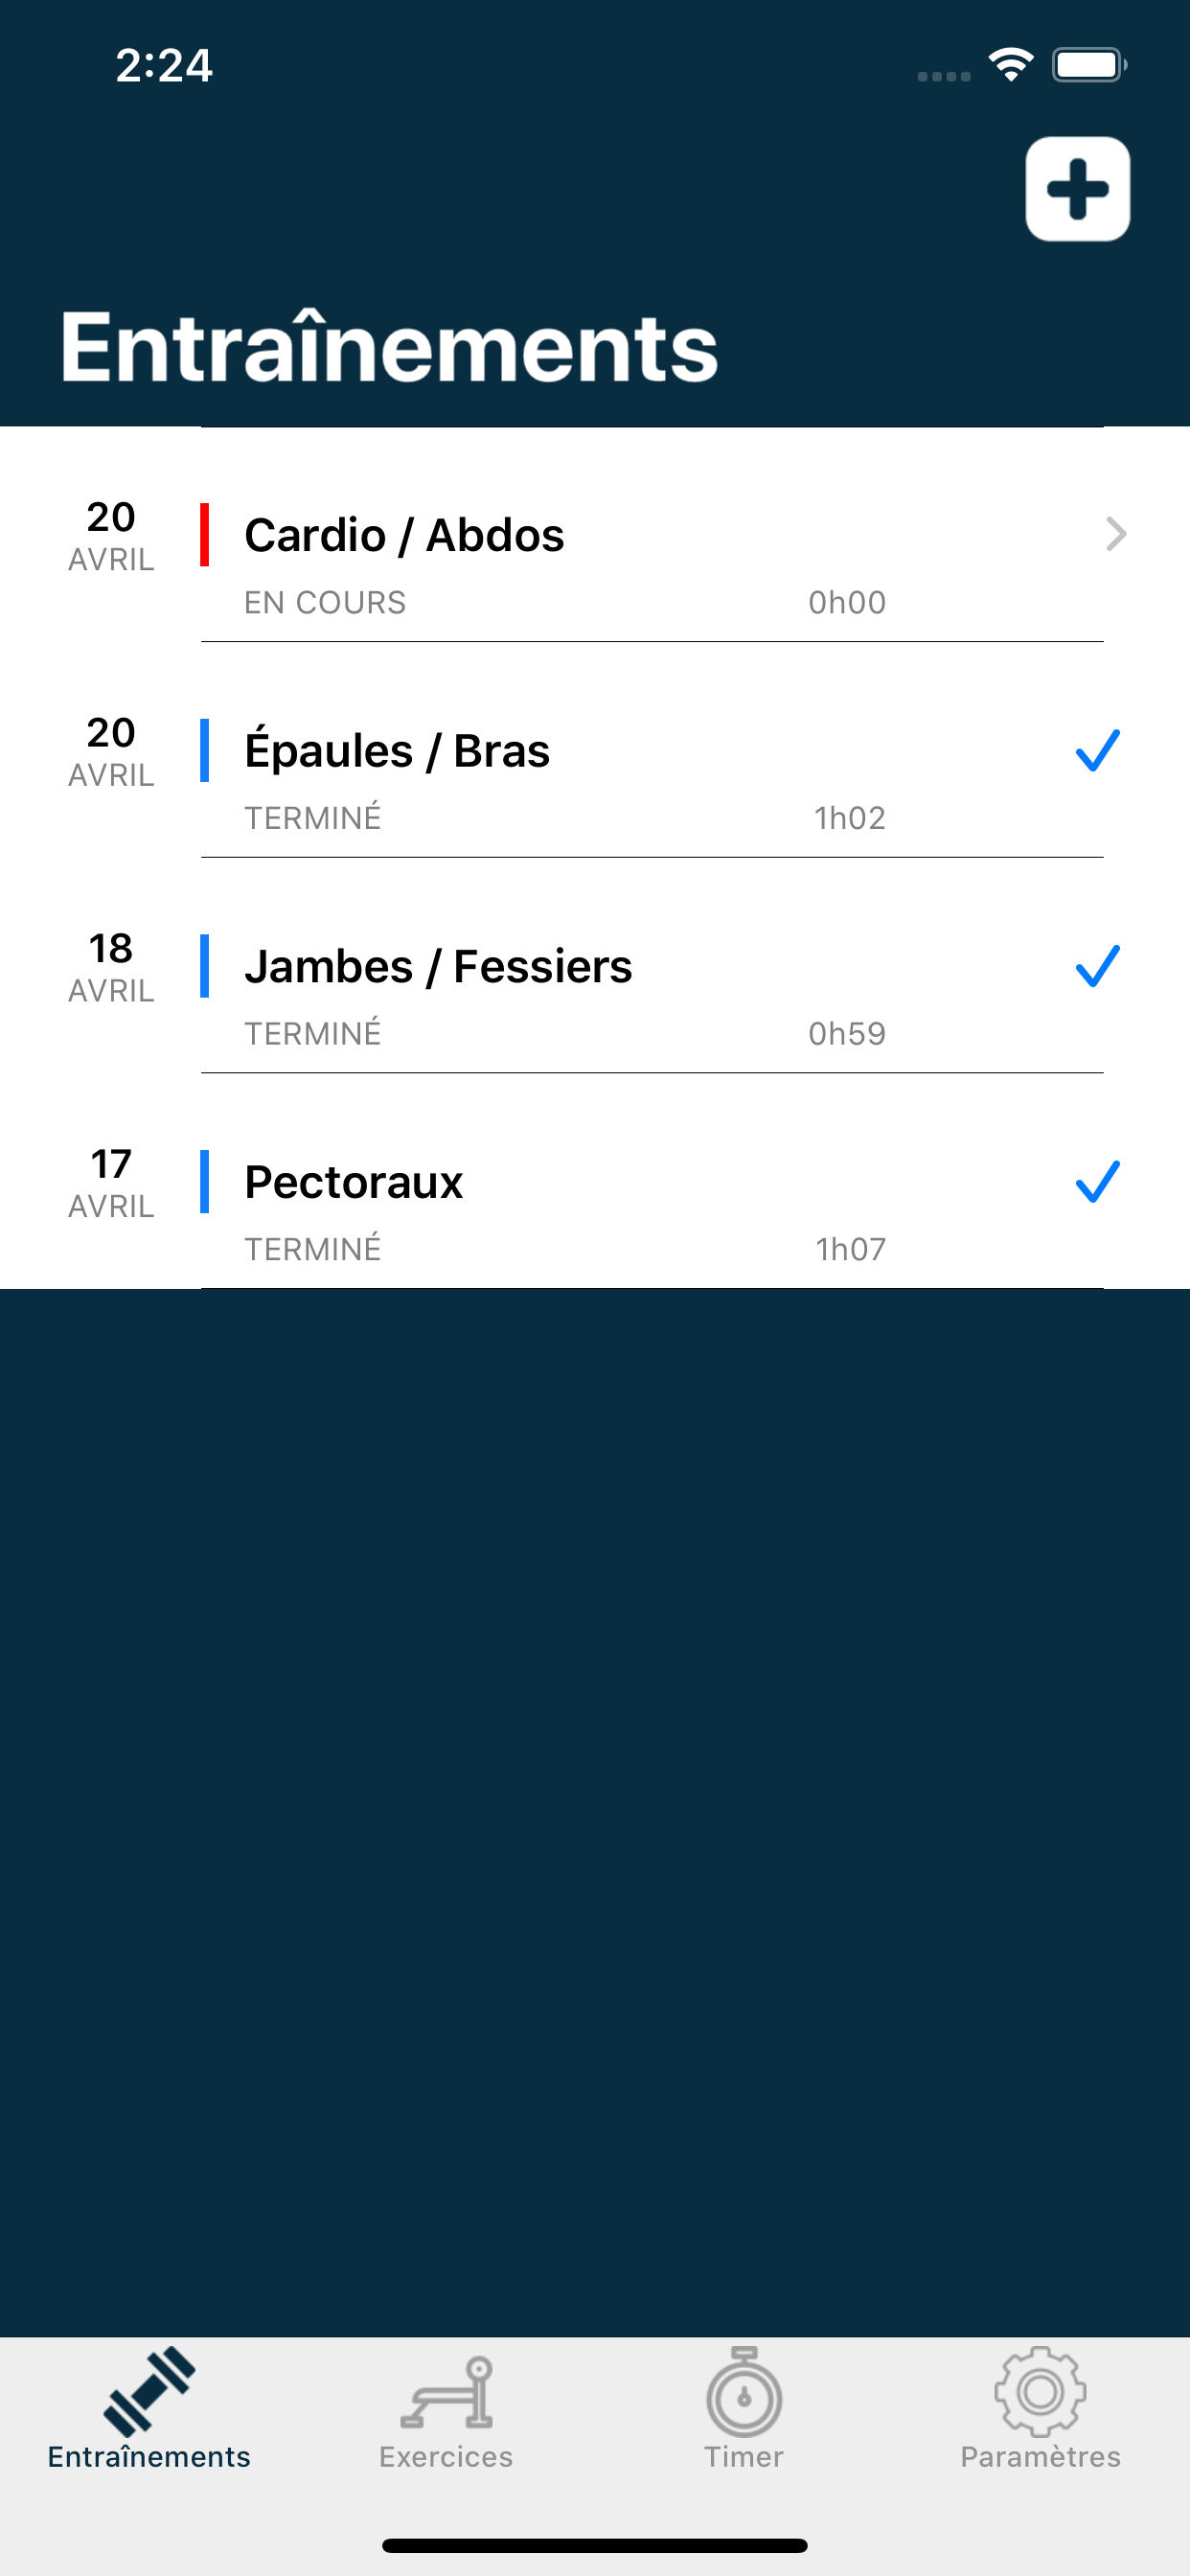 2:24
Entraînements
20
AVRIL
Cardio / Abdos
EN COURS 0h00
20
AVRIL
Épaules / Bras
TERMINÉ 1h02
18
AVRIL
Jambes / Fessiers
TERMINÉ 0h59
17
AVRIL
Pectoraux
TERMINÉ 1h07
Entraînements Exercices Timer Paramètres